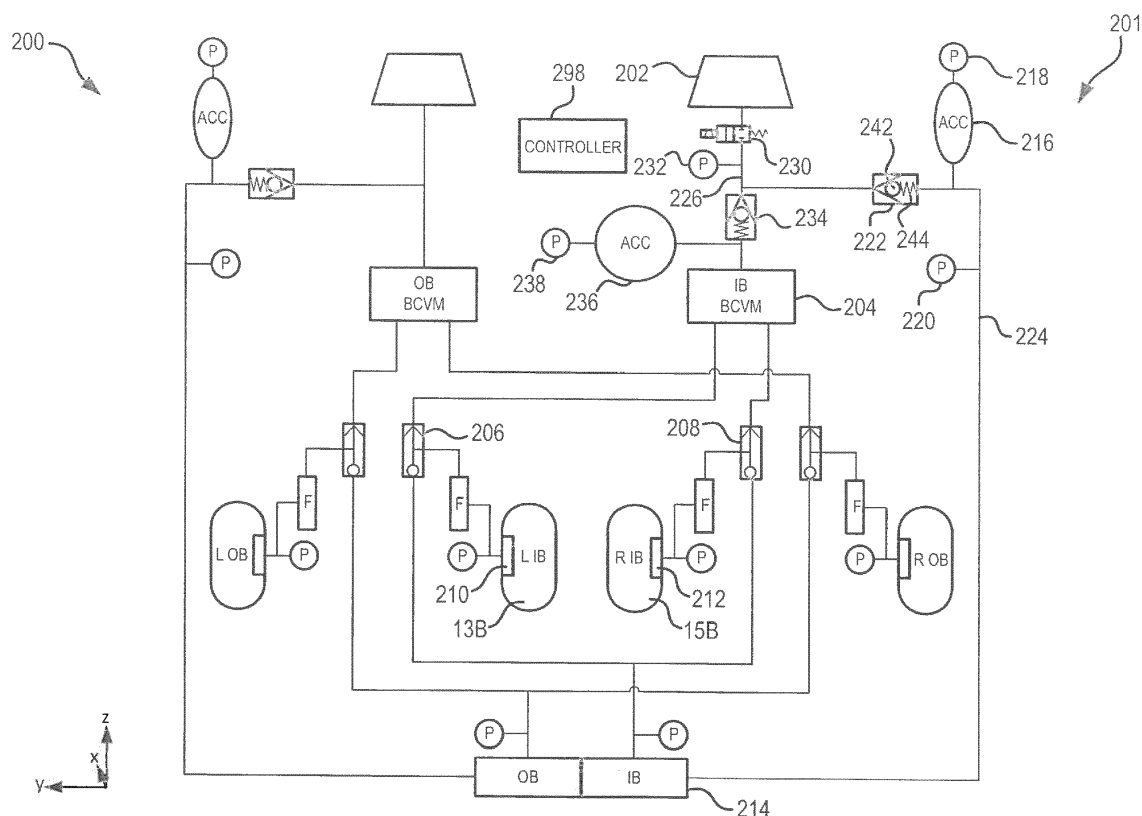 200
P
ACC
202
298
CONTROLLER
P
218
201
ACC
216
242
232
P
230
226
222
244
234
P
238
ACC
236
P
OB
BCVM
IB
BCVM
204
P
220
224
206
208
F
F
F
F
L OB
P
P
L IB
R IB
P
P
R OB
210
212
13B
15B
P
P
OB
IB
214
z
x
y